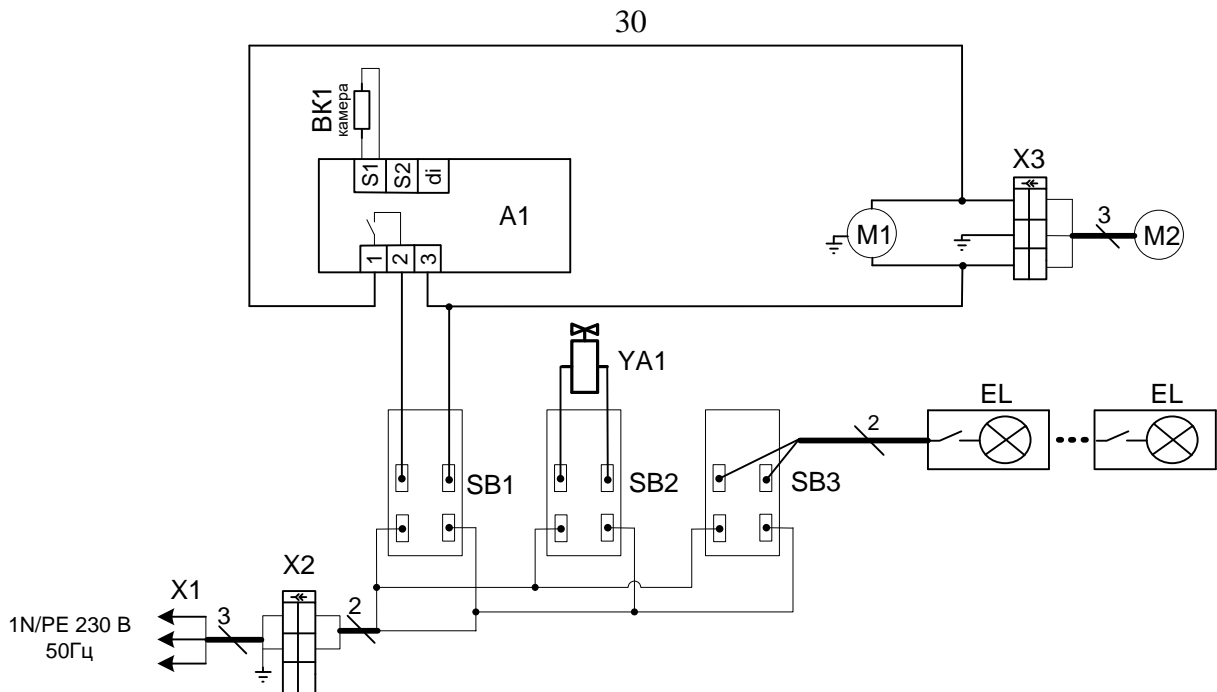 30
BK1
камера
S1
S2
di
A1
1
2
3
X3
M1
3
M2
YA1
EL
EL
2
SB1
SB2
SB3
X2
X1
3
2
1N/PE 230 В
50Гц